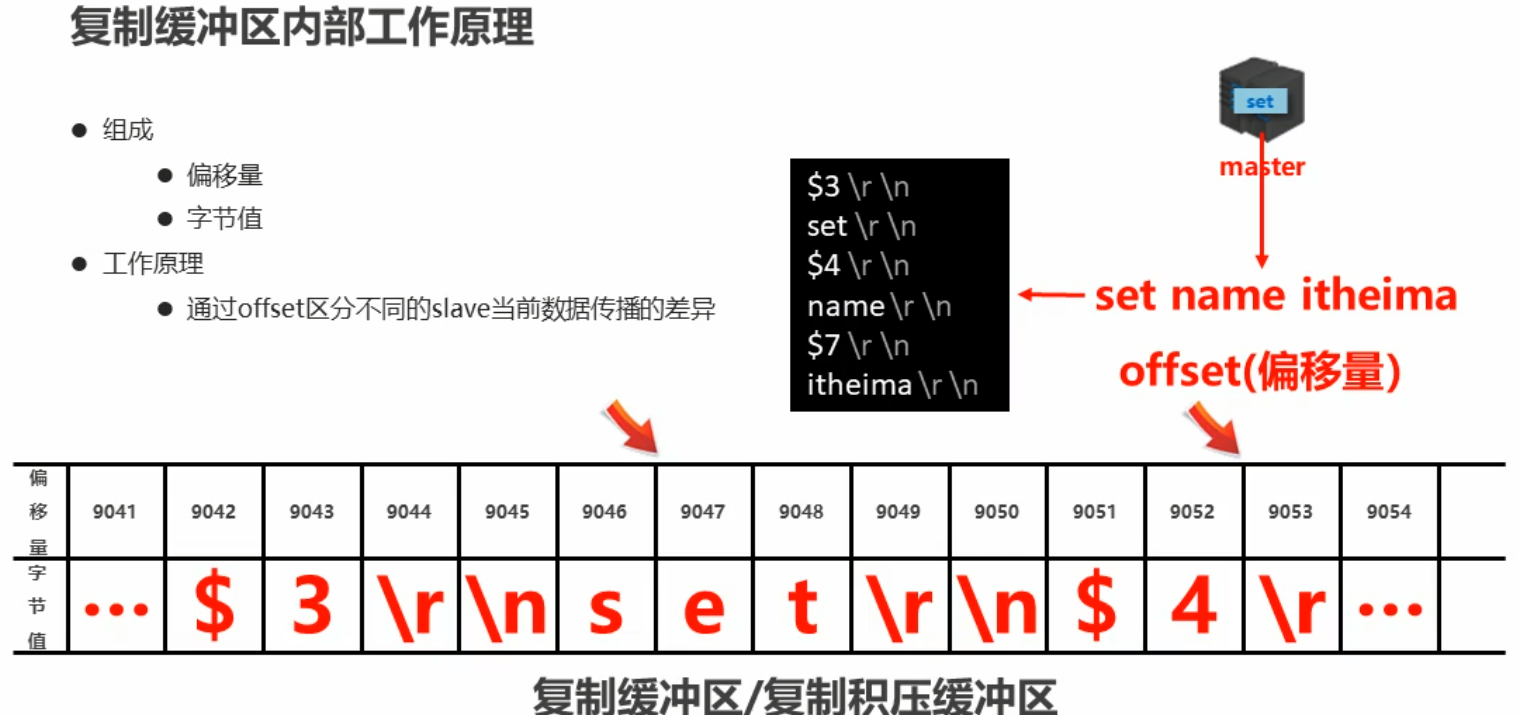 复制缓冲区内部工作原理
● 组成
● 偏移量
● 字节值
● 工作原理
● 通过offset区分不同的slave当前数据传播的差异
set
master
set name itheima
offset(偏移量)
$3 \r \n
set \r \n
$4 \r \n
name \r \n
$7 \r \n
itheima \r \n
偏移量 9041 9042 9043 9044 9045 9046 9047 9048 9049 9050 9051 9052 9053 9054
字节值 ... $ 3 \r \n s e t \r \n $ 4 \r ...
复制缓冲区/复制积压缓冲区